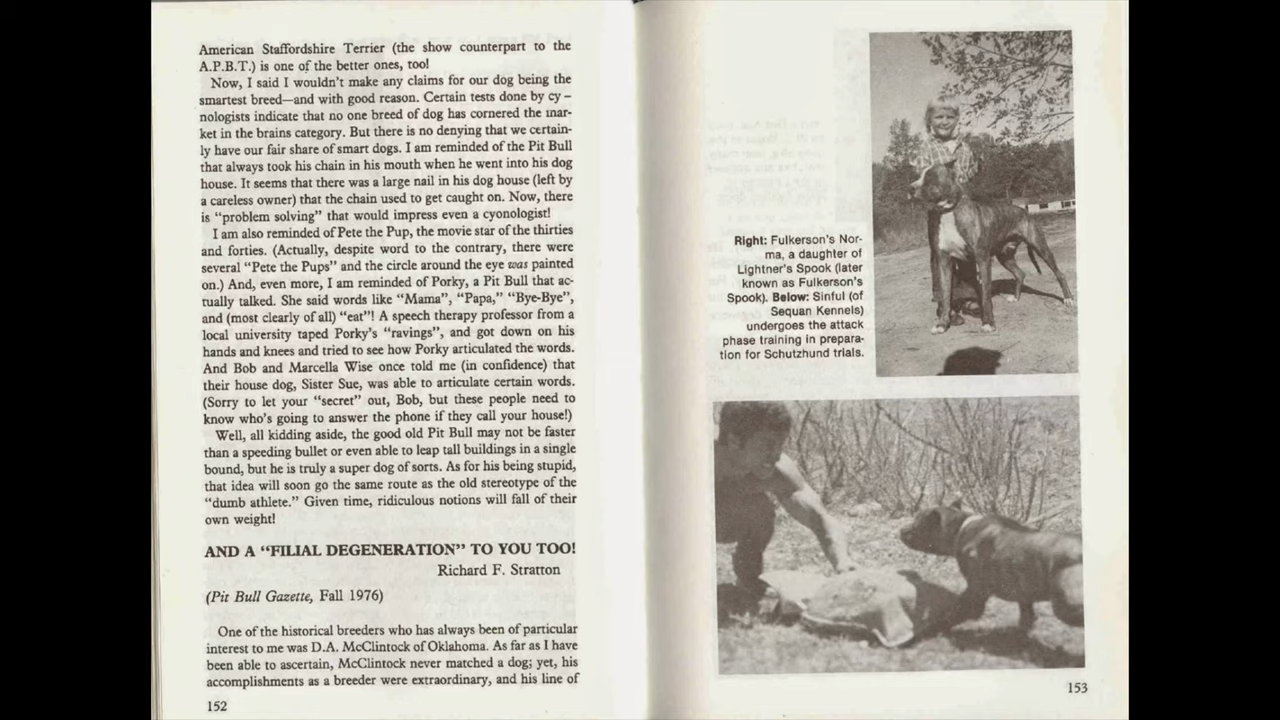 American Staffordshire Terrier (the show counterpart to the
A.P.B.T.) is one of the better ones, too!
Now, I said I wouldn't make any claims for our dog being the
smartest breed—and with good reason. Certain tests done by cy-
nologists indicate that no one breed of dog has cornered the mar-
ket in the brains category. But there is no denying that we certain-
ly have our fair share of smart dogs. I am reminded of the Pit Bull
that always took his chain in his mouth when he went into his dog
house. It seems that there was a large nail in his dog house (left by
a careless owner) that the chain used to get caught on. Now, there
is "problem solving" that would impress even a cyonologist!
I am also reminded of Pete the Pup, the movie star of the thirties
and forties. (Actually, despite word to the contrary, there were
several "Pete the Pups" and the circle around the eye was painted
on.) And, even more, I am reminded of Porky, a Pit Bull that ac-
tually talked. She said words like "Mama", "Papa," "Bye-Bye",
and (most clearly of all) "eat"! A speech therapy professor from a
local university taped Porky's "ravings", and got down on his
hands and knees and tried to see how Porky articulated the words.
And Bob and Marcella Wise once told me (in confidence) that
their house dog, Sister Sue, was able to articulate certain words.
(Sorry to let your "secret" out, Bob, but these people need to
know who's going to answer the phone if they call your house!)
Well, all kidding aside, the good old Pit Bull may not be faster
than a speeding bullet or even able to leap tall buildings in a single
bound, but he is truly a super dog of sorts. As for his being stupid,
that idea will soon go the same route as the old stereotype of the
"dumb athlete." Given time, ridiculous notions will fall of their
own weight!
AND A "FILIAL DEGENERATION" TO YOU TOO!
Richard F. Stratton
(Pit Bull Gazette, Fall 1976)
One of the historical breeders who has always been of particular
interest to me was D.A. McClintock of Oklahoma. As far as I have
been able to ascertain, McClintock never matched a dog; yet, his
accomplishments as a breeder were extraordinary, and his line of
152
Right: Fulkerson's Nor-
ma, a daughter of
Lightner's Spook (later
known as Fulkerson's
Spook). Below: Sinful (of
Sequan Kennels)
undergoes the attack
phase training in prepara-
tion for Schutzhund trials.
153